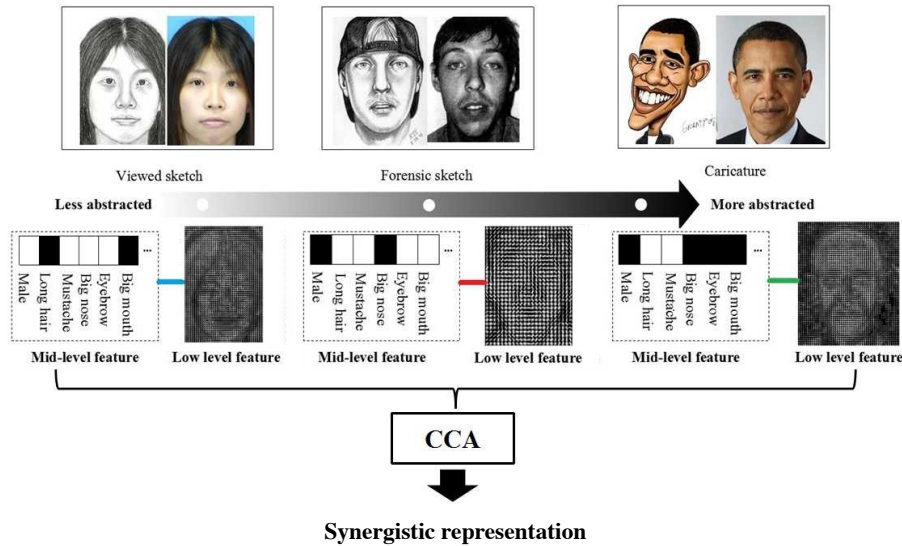 Viewed sketch
Forensic sketch
Caricature
Less abstracted
More abstracted
...
Male
Long hair
Mustache
Big nose
Eyebrow
Big mouth
...
Male
Long hair
Mustache
Big nose
Eyebrow
Big mouth
...
Male
Long hair
Mustache
Big nose
Eyebrow
Big mouth
Mid-level feature
Low level feature
Mid-level feature
Low level feature
Mid-level feature
Low level feature
CCA
Synergistic representation